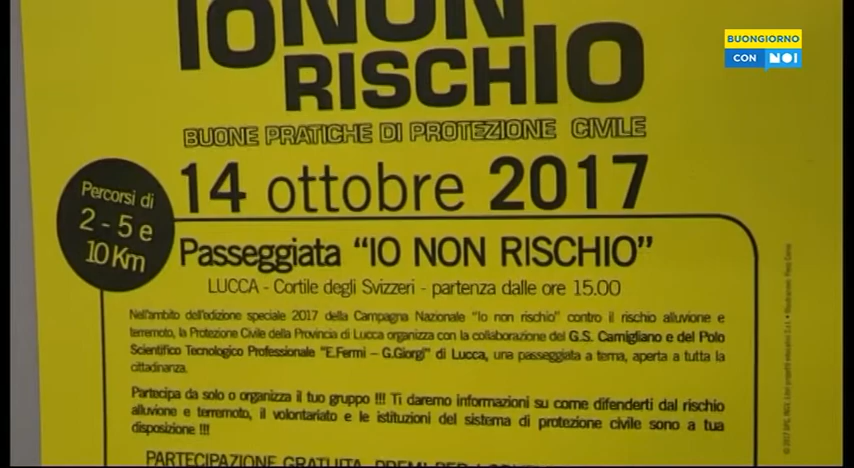 IO NON
RISCHIO
BUONE PRATICHE DI PROTEZIONE CIVILE
14 ottobre 2017
Percorsi di
2 - 5 e
10 Km
Passeggiata “IO NON RISCHIO”
LUCCA - Cortile degli Svizzeri - partenza dalle ore 15.00
Nell'ambito dell'edizione speciale 2017 della Campagna Nazionale “Io non rischio” contro il rischio alluvione e
terremoto, la Protezione Civile della Provincia di Lucca organizza con la collaborazione del G.S. Camigliano e del Polo
Scientifico Tecnologico Professionale “E.Fermi – G.Giorgi” di Lucca, una passeggiata a tema, aperta a tutta la
cittadinanza.
Partecipa da solo o organizza il tuo gruppo !!! Ti daremo informazioni su come difenderti dal rischio
alluvione e terremoto, il volontariato e le istituzioni del sistema di protezione civile sono a tua
disposizione !!!
PARTECIPAZIONE GRATUITA
BUONGIORNO
CON NOI